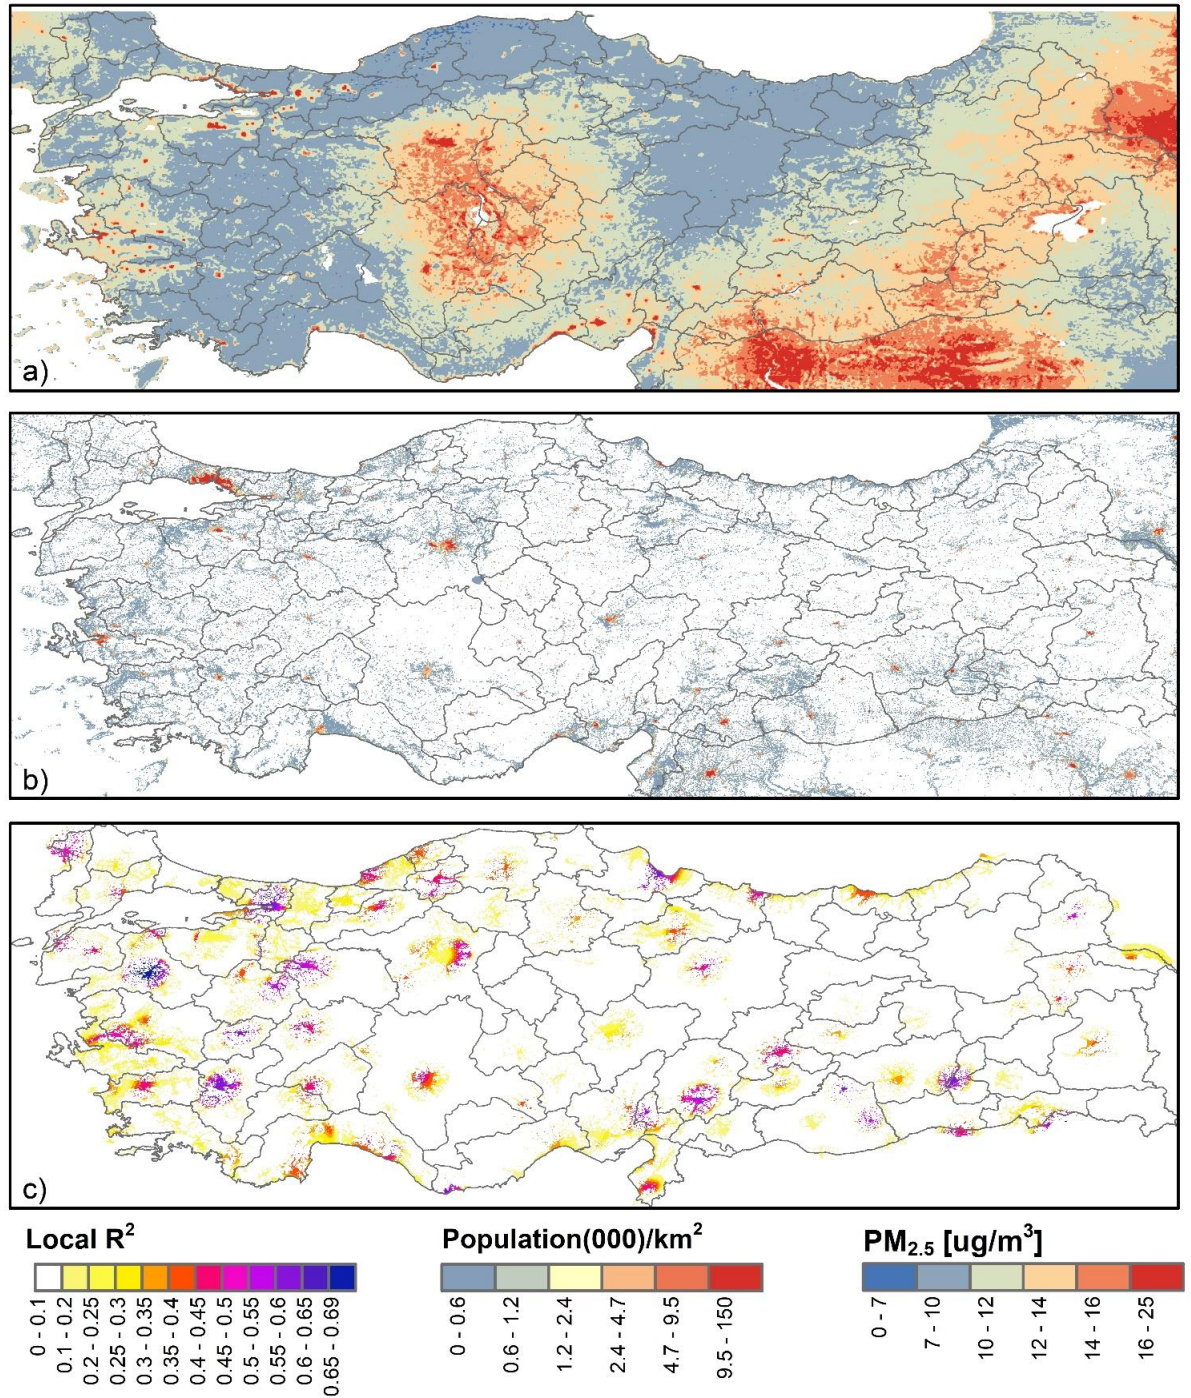 a)
b)
c)
Local R²
0 - 0.1
0.1 - 0.2
0.2 - 0.25
0.25 - 0.3
0.3 - 0.35
0.35 - 0.4
0.4 - 0.45
0.45 - 0.5
0.5 - 0.55
0.55 - 0.6
0.6 - 0.65
0.65 - 0.69
Population(000)/km²
0 - 0.6
0.6 - 1.2
1.2 - 2.4
2.4 - 4.7
4.7 - 9.5
9.5 - 150
PM₂.₅ [ug/m³]
0 - 7
7 - 10
10 - 12
12 - 14
14 - 16
16 - 25